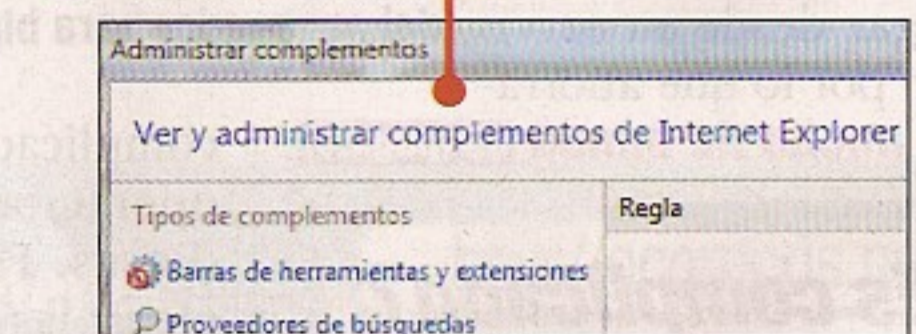 Administrar complementos
Ver y administrar complementos de Internet Explorer
Tipos de complementos
Regla
Barras de herramientas y extensiones
Proveedores de búsquedas